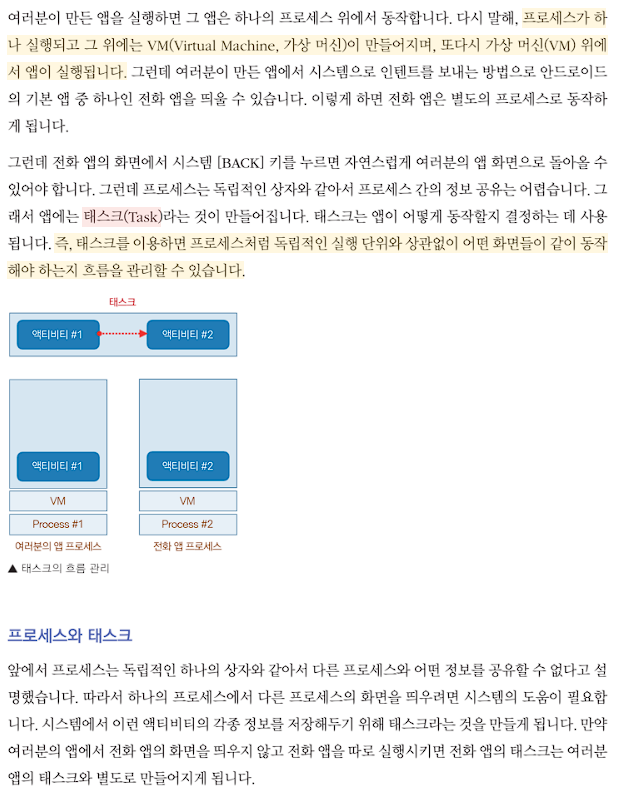 여러분이 만든 앱을 실행하면 그 앱은 하나의 프로세스 위에서 동작합니다. 다시 말해, 프로세스가 하
나 실행되고 그 위에는 VM(Virtual Machine, 가상 머신)이 만들어지며, 또다시 가상 머신(VM) 위에
서 앱이 실행됩니다. 그런데 여러분이 만든 앱에서 시스템으로 인텐트를 보내는 방법으로 안드로이드
의 기본 앱 중 하나인 전화 앱을 띄울 수 있습니다. 이렇게 하면 전화 앱은 별도의 프로세스로 동작하
게 됩니다.
그런데 전화 앱의 화면에서 시스템 [BACK] 키를 누르면 자연스럽게 여러분의 앱 화면으로 돌아올 수
있어야 합니다. 그런데 프로세스는 독립적인 상자와 같아서 프로세스 간의 정보 공유는 어렵습니다. 그
래서 앱에는 태스크(Task)라는 것이 만들어집니다. 태스크는 앱이 어떻게 동작할지 결정하는 데 사용
됩니다. 즉, 태스크를 이용하면 프로세스처럼 독립적인 실행 단위와 상관없이 어떤 화면들이 같이 동작
해야 하는지 흐름을 관리할 수 있습니다.
태스크
액티비티 #1 액티비티 #2
액티비티 #1 액티비티 #2
VM VM
Process #1 Process #2
여러분의 앱 프로세스 전화 앱 프로세스
▲ 태스크의 흐름 관리
프로세스와 태스크
앞에서 프로세스는 독립적인 하나의 상자와 같아서 다른 프로세스와 어떤 정보를 공유할 수 없다고 설
명했습니다. 따라서 하나의 프로세스에서 다른 프로세스의 화면을 띄우려면 시스템의 도움이 필요합
니다. 시스템에서 이런 액티비티의 각종 정보를 저장해두기 위해 태스크라는 것을 만들게 됩니다. 만약
여러분의 앱에서 전화 앱의 화면을 띄우지 않고 전화 앱을 따로 실행시키면 전화 앱의 태스크는 여러분
앱의 태스크와 별도로 만들어지게 됩니다.